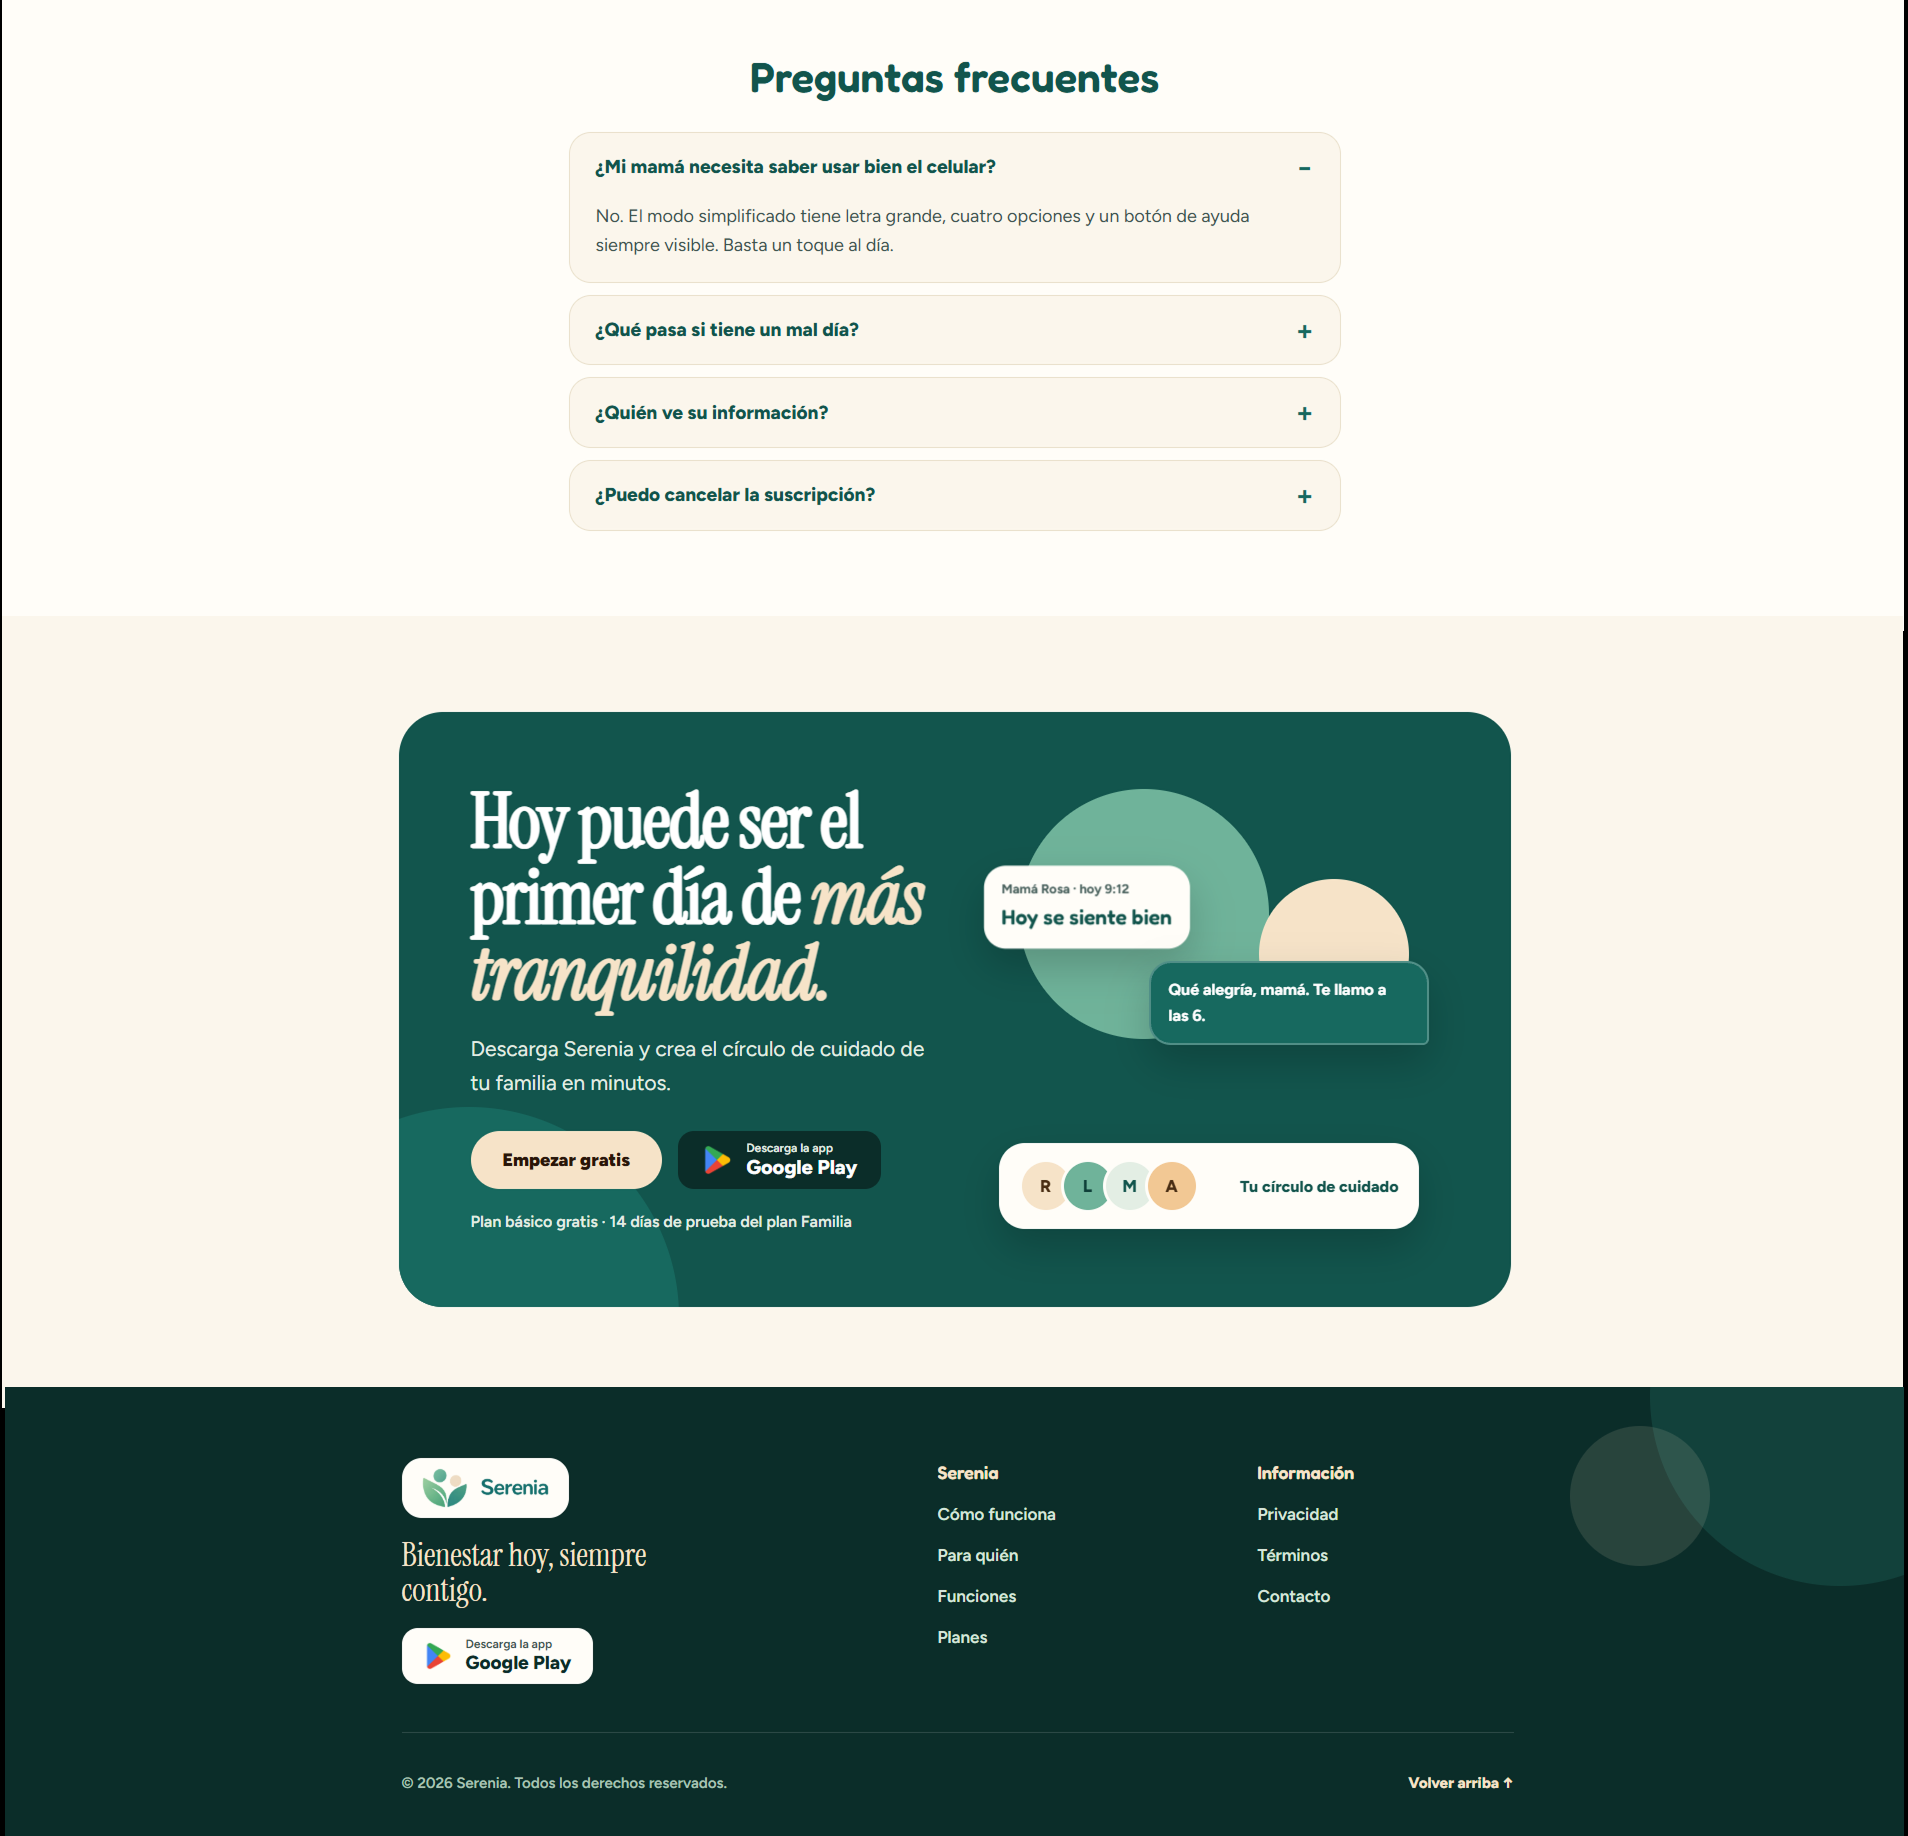 Preguntas frecuentes
¿Mi mamá necesita saber usar bien el celular?
−
No. El modo simplificado tiene letra grande, cuatro opciones y un botón de ayuda
siempre visible. Basta un toque al día.
¿Qué pasa si tiene un mal día?
+
¿Quién ve su información?
+
¿Puedo cancelar la suscripción?
+
Hoy puede ser el
primer día de más
tranquilidad.
Descarga Serenia y crea el círculo de cuidado de
tu familia en minutos.
Empezar gratis
Descarga la app
Google Play
Plan básico gratis · 14 días de prueba del plan Familia
Mamá Rosa · hoy 9:12
Hoy se siente bien
Qué alegría, mamá. Te llamo a
las 6.
R L M A
Tu círculo de cuidado
Serenia
Bienestar hoy, siempre
contigo.
Descarga la app
Google Play
Serenia
Cómo funciona
Para quién
Funciones
Planes
Información
Privacidad
Términos
Contacto
© 2026 Serenia. Todos los derechos reservados.
Volver arriba ↑